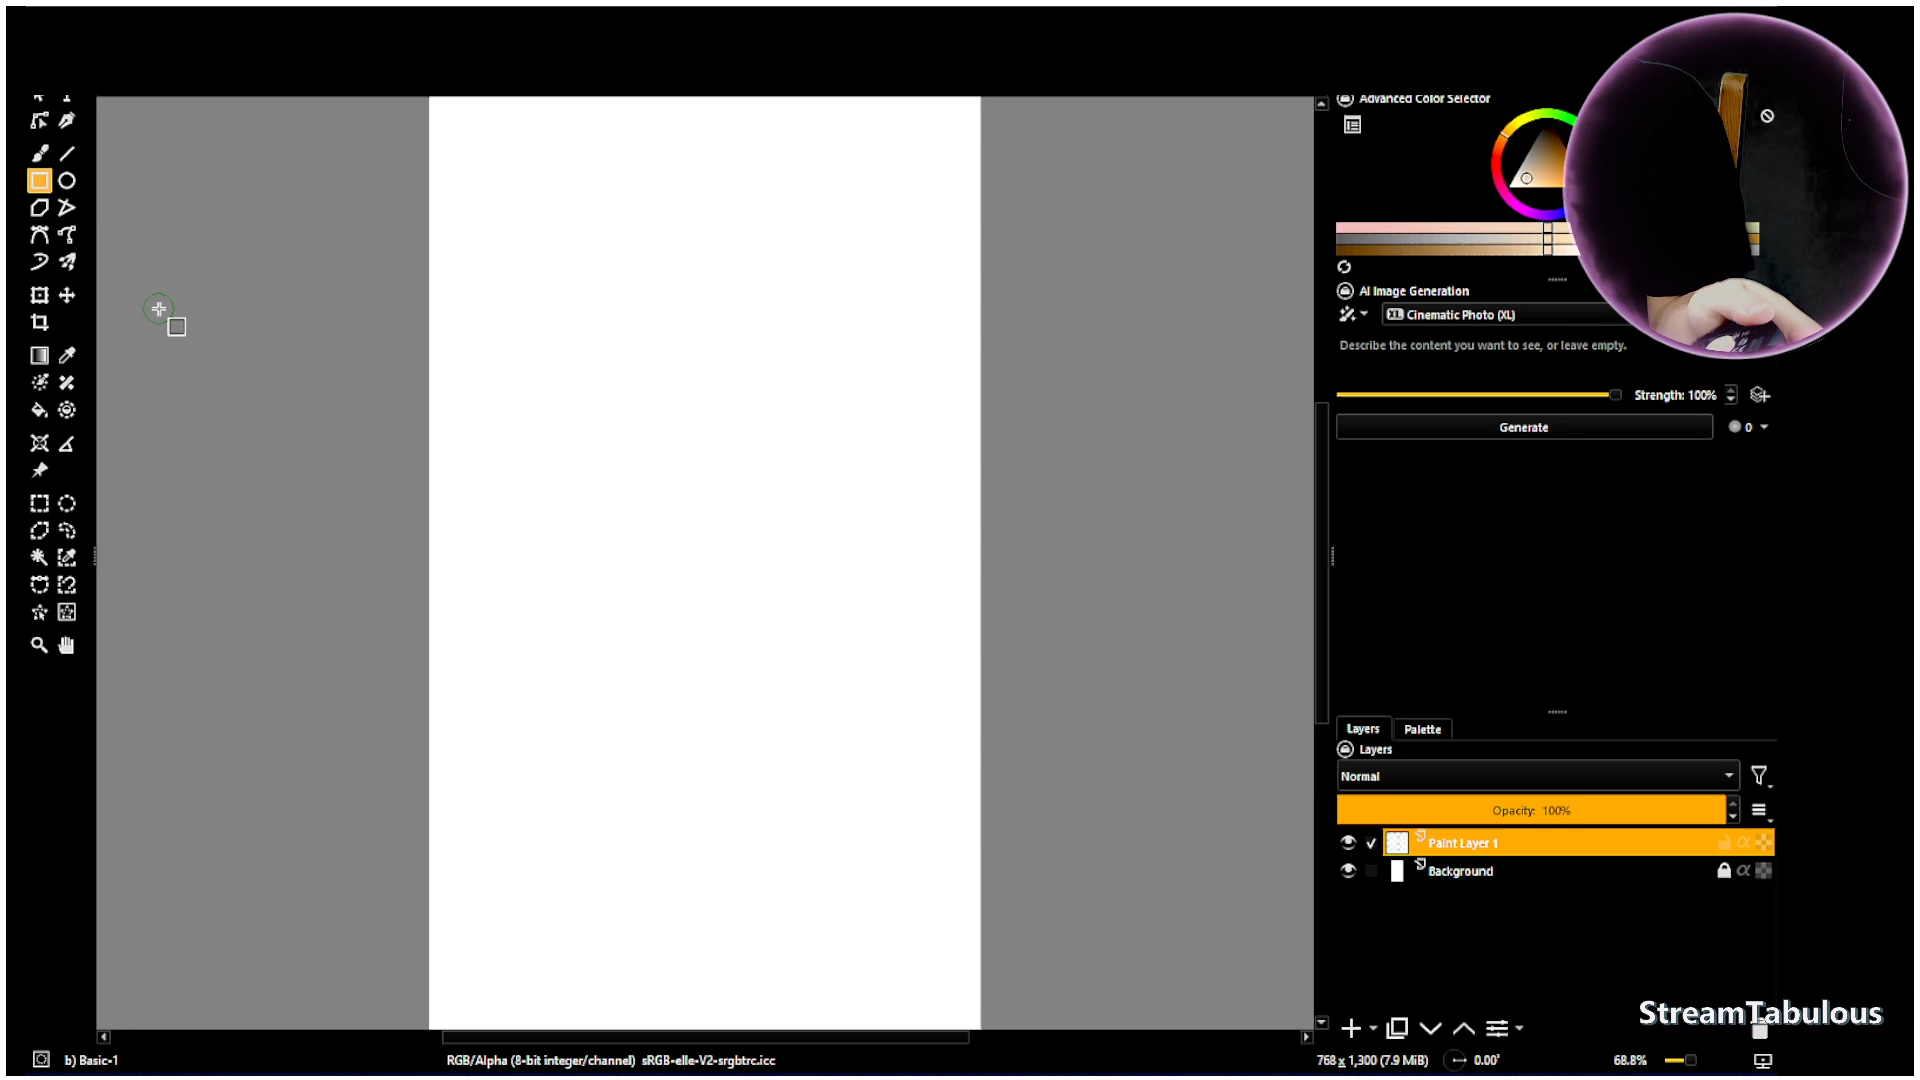 Advanced Color Selector
AI Image Generation
XL Cinematic Photo (XL)
Describe the content you want to see, or leave empty.
Strength: 100%
Generate
0
Layers Palette
Layers
Normal
Opacity: 100%
Paint Layer 1
Background
StreamTabulous
b) Basic-1
RGB/Alpha (8-bit integer/channel) sRGB-elle-V2-srgbtrc.icc
768 x 1,300 (7.9 MiB)
0.00°
68.8%